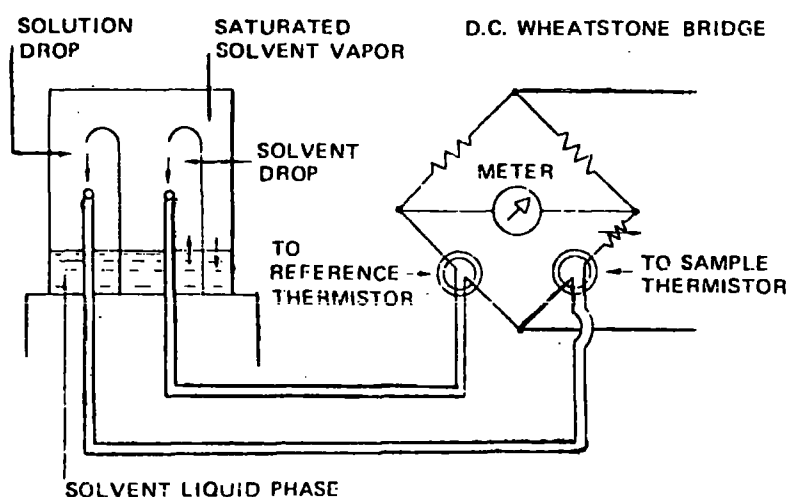 SOLUTION
DROP
SATURATED
SOLVENT VAPOR
D.C. WHEATSTONE BRIDGE
SOLVENT
DROP
METER
TO
REFERENCE
THERMISTOR
TO SAMPLE
THERMISTOR
SOLVENT LIQUID PHASE